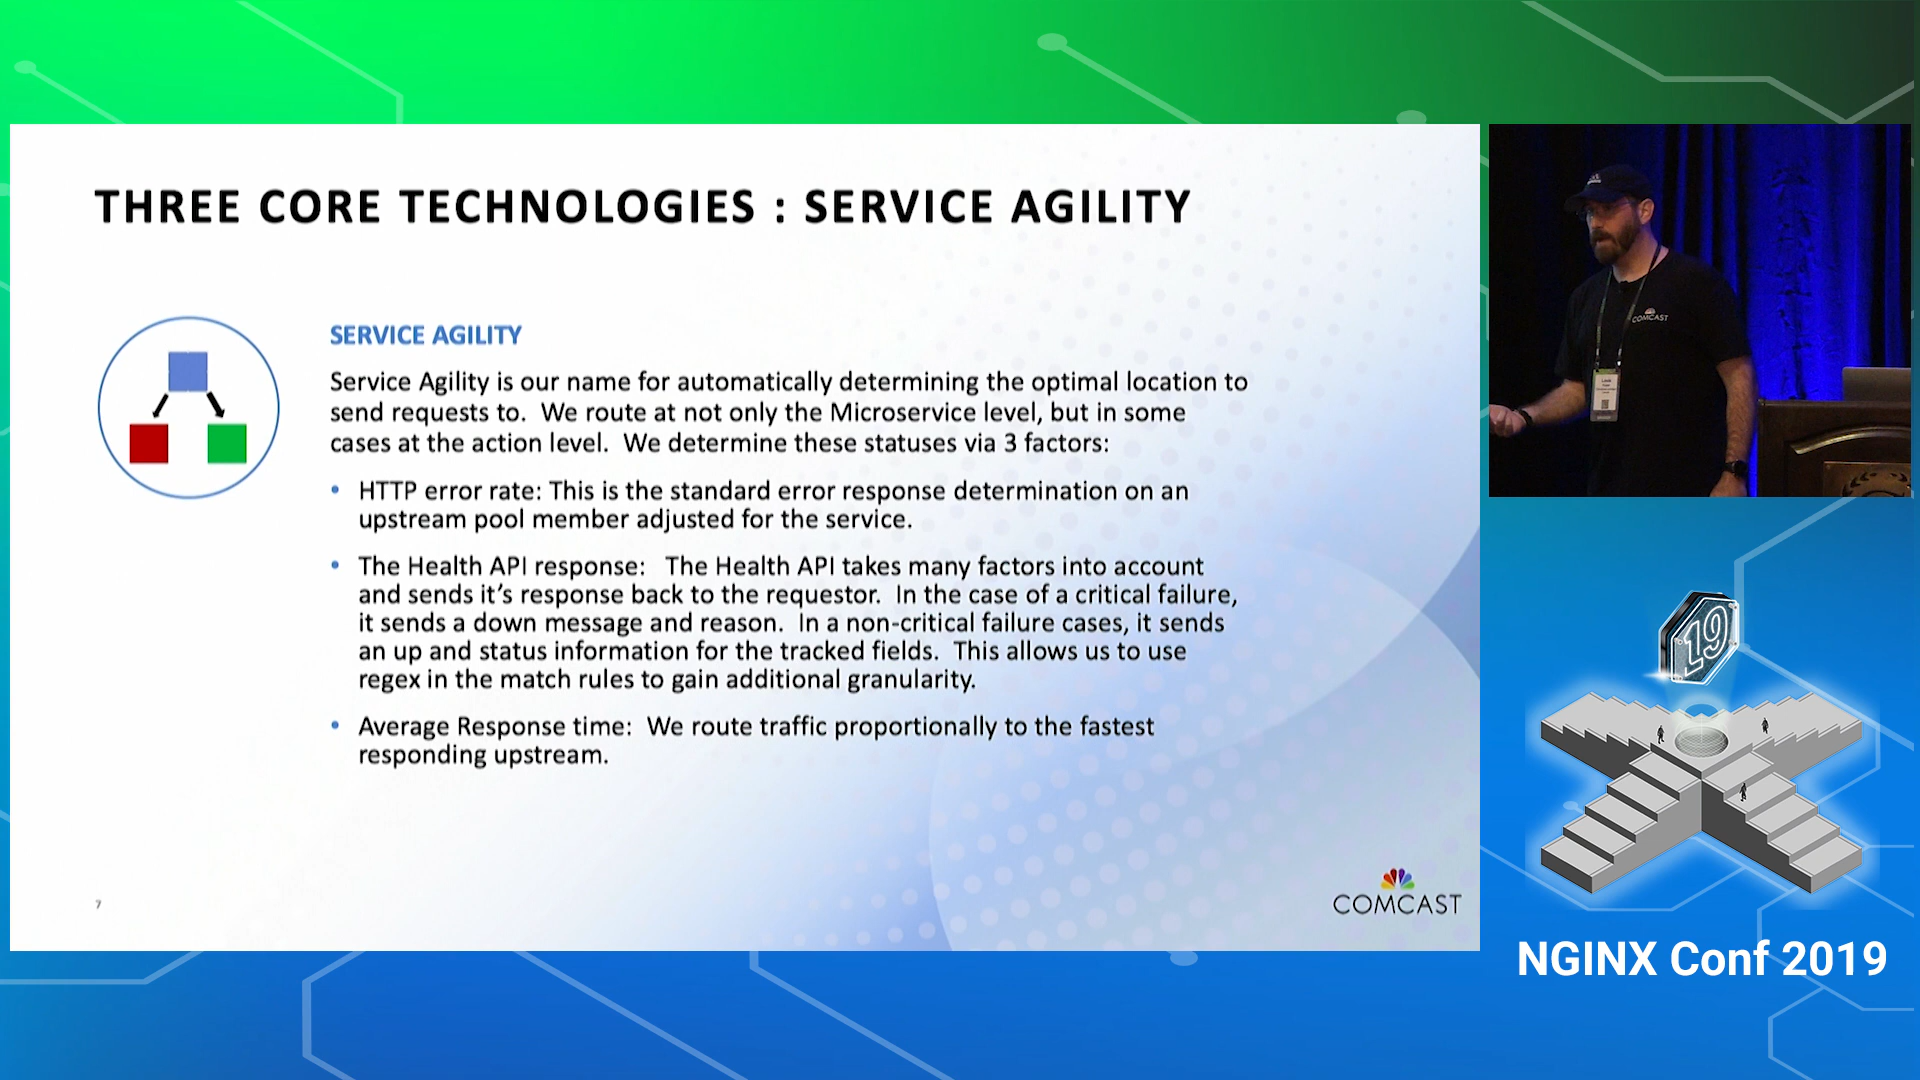 THREE CORE TECHNOLOGIES : SERVICE AGILITY
SERVICE AGILITY
Service Agility is our name for automatically determining the optimal location to
send requests to. We route at not only the Microservice level, but in some
cases at the action level. We determine these statuses via 3 factors:
• HTTP error rate: This is the standard error response determination on an
upstream pool member adjusted for the service.
• The Health API response: The Health API takes many factors into account
and sends it’s response back to the requestor. In the case of a critical failure,
it sends a down message and reason. In a non-critical failure cases, it sends
an up and status information for the tracked fields. This allows us to use
regex in the match rules to gain additional granularity.
• Average Response time: We route traffic proportionally to the fastest
responding upstream.
7
COMCAST
COMCAST
19
NGINX Conf 2019